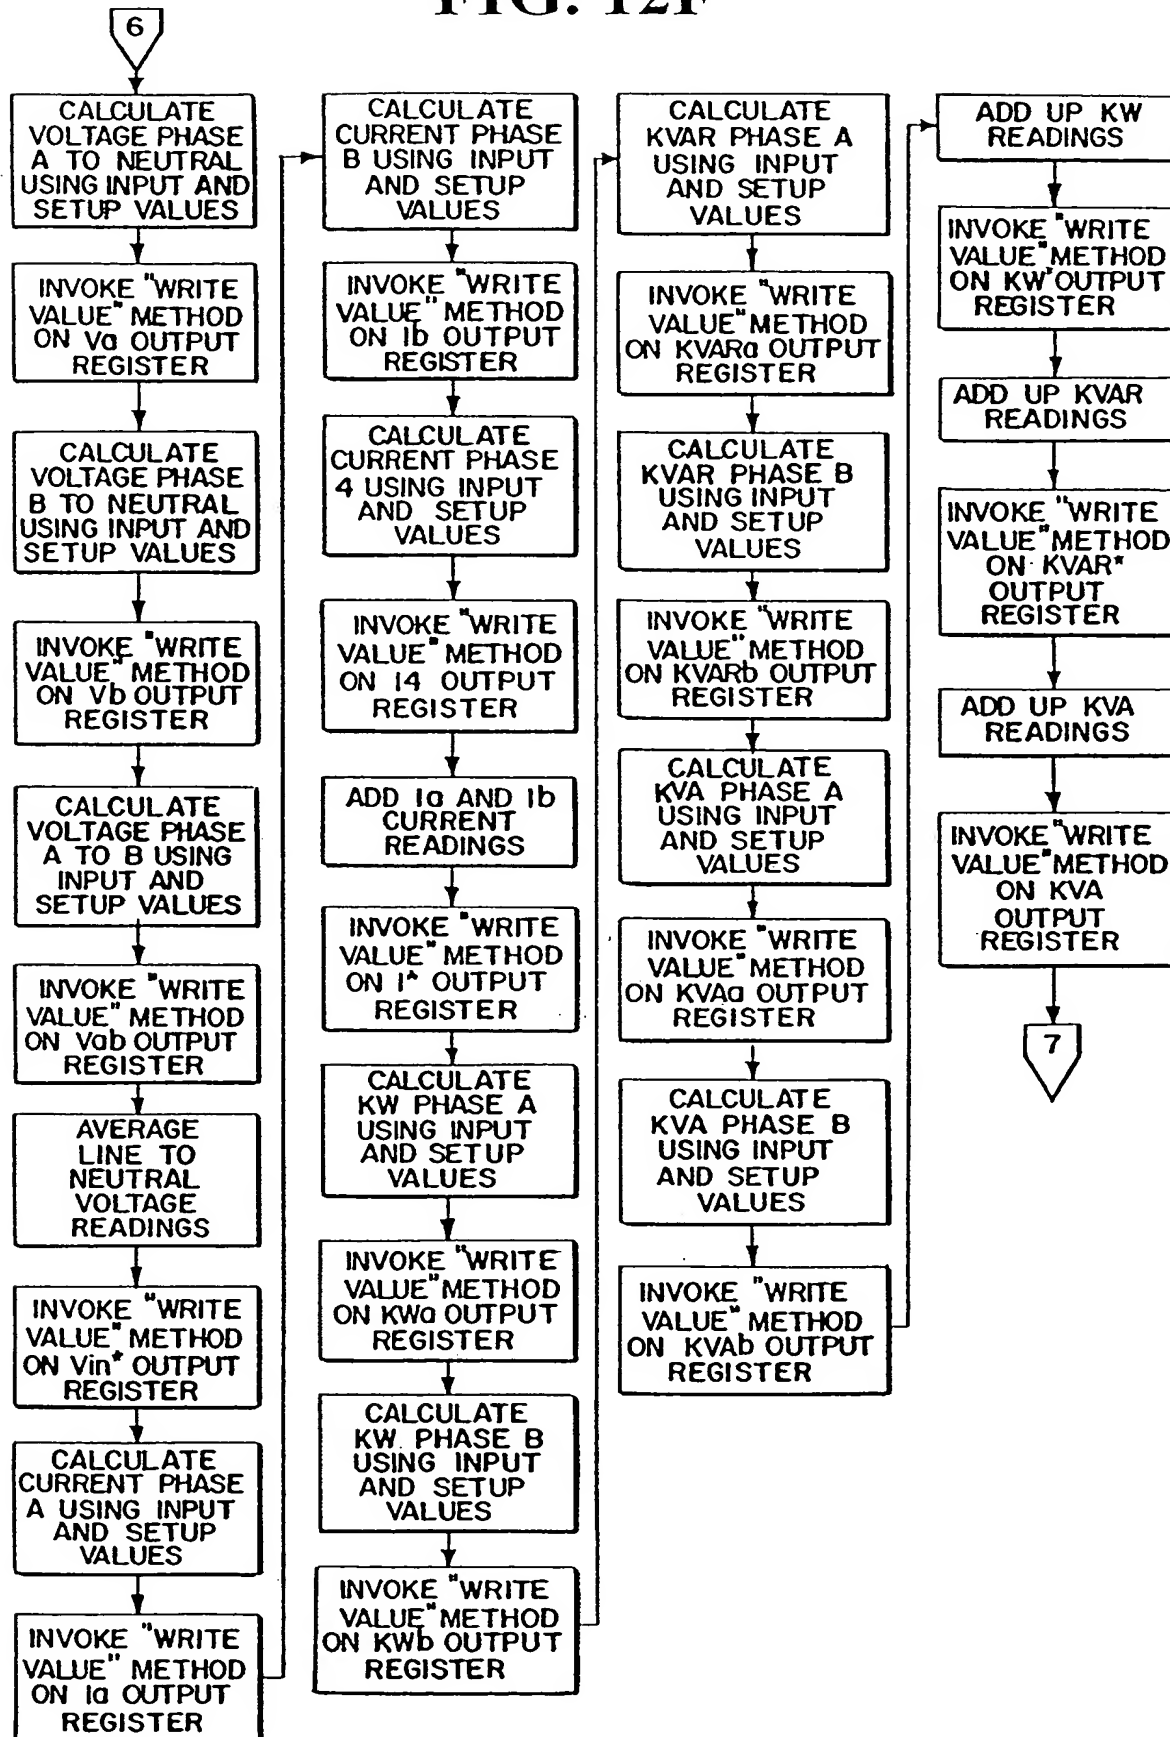 FIG. 12F
6
CALCULATE
VOLTAGE PHASE
A TO NEUTRAL
USING INPUT AND
SETUP VALUES
INVOKE "WRITE
VALUE" METHOD
ON Va OUTPUT
REGISTER
CALCULATE
VOLTAGE PHASE
B TO NEUTRAL
USING INPUT AND
SETUP VALUES
INVOKE "WRITE
VALUE" METHOD
ON Vb OUTPUT
REGISTER
CALCULATE
VOLTAGE PHASE
A TO B USING
INPUT AND
SETUP VALUES
INVOKE "WRITE
VALUE" METHOD
ON Vab OUTPUT
REGISTER
AVERAGE
LINE TO
NEUTRAL
VOLTAGE
READINGS
INVOKE "WRITE
VALUE" METHOD
ON Vin* OUTPUT
REGISTER
CALCULATE
CURRENT PHASE
A USING INPUT
AND SETUP
VALUES
INVOKE "WRITE
VALUE" METHOD
ON Ia OUTPUT
REGISTER
CALCULATE
CURRENT PHASE
B USING INPUT
AND SETUP
VALUES
INVOKE "WRITE
VALUE" METHOD
ON Ib OUTPUT
REGISTER
CALCULATE
CURRENT PHASE
4 USING INPUT
AND SETUP
VALUES
INVOKE "WRITE
VALUE" METHOD
ON I4 OUTPUT
REGISTER
ADD Ia AND Ib
CURRENT
READINGS
INVOKE "WRITE
VALUE" METHOD
ON I* OUTPUT
REGISTER
CALCULATE
KW PHASE A
USING INPUT
AND SETUP
VALUES
INVOKE "WRITE
VALUE" METHOD
ON KWa OUTPUT
REGISTER
CALCULATE
KW PHASE B
USING INPUT
AND SETUP
VALUES
INVOKE "WRITE
VALUE" METHOD
ON KWb OUTPUT
REGISTER
CALCULATE
KVAR PHASE A
USING INPUT
AND SETUP
VALUES
INVOKE "WRITE
VALUE" METHOD
ON KVARa OUTPUT
REGISTER
CALCULATE
KVAR PHASE B
USING INPUT
AND SETUP
VALUES
INVOKE "WRITE
VALUE" METHOD
ON KVARb OUTPUT
REGISTER
CALCULATE
KVA PHASE A
USING INPUT
AND SETUP
VALUES
INVOKE "WRITE
VALUE" METHOD
ON KVAa OUTPUT
REGISTER
CALCULATE
KVA PHASE B
USING INPUT
AND SETUP
VALUES
INVOKE "WRITE
VALUE" METHOD
ON KVAb OUTPUT
REGISTER
ADD UP KW
READINGS
INVOKE "WRITE
VALUE" METHOD
ON KW* OUTPUT
REGISTER
ADD UP KVAR
READINGS
INVOKE "WRITE
VALUE" METHOD
ON KVAR*
OUTPUT
REGISTER
ADD UP KVA
READINGS
INVOKE "WRITE
VALUE" METHOD
ON KVA
OUTPUT
REGISTER
7